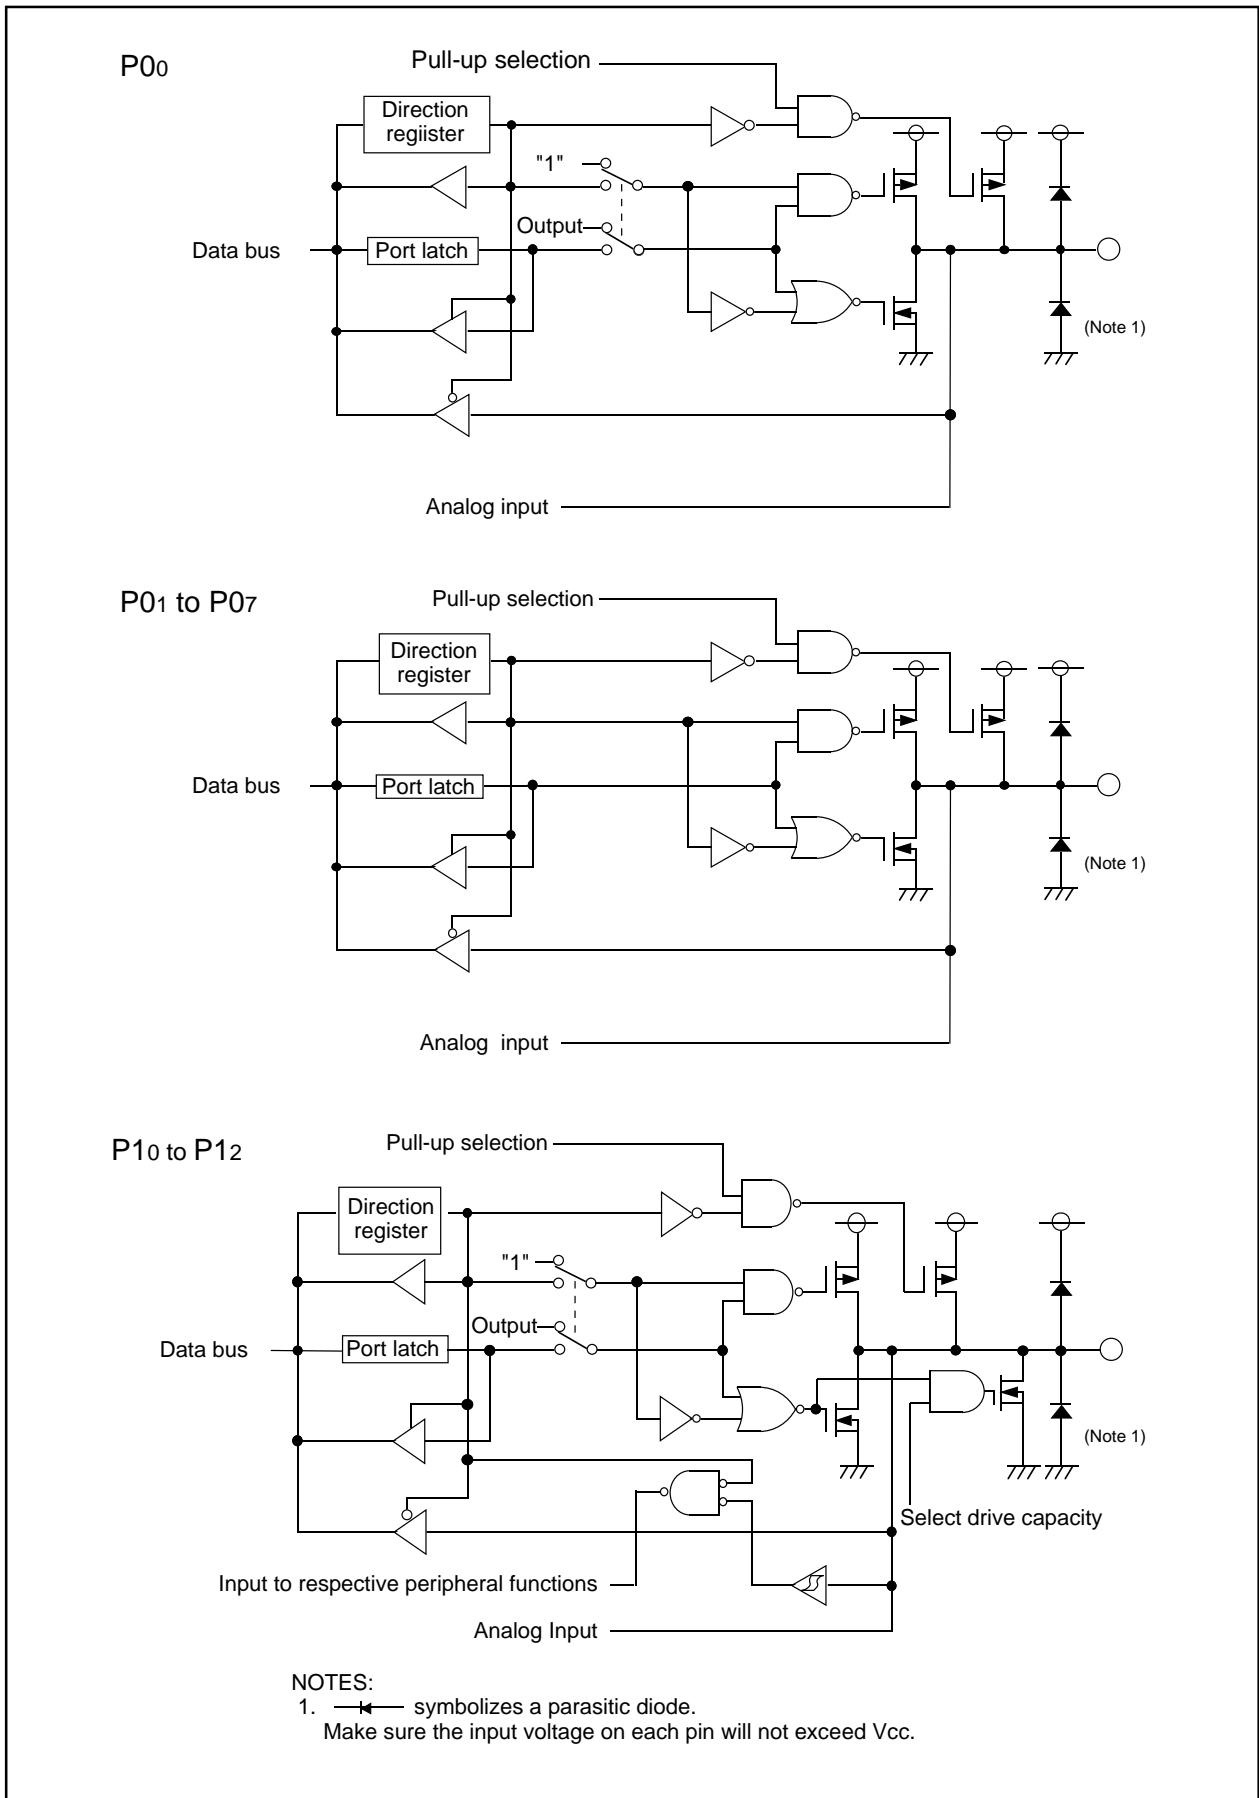 P00
Pull-up selection
Direction
regiister
"1"
Output
Data bus
Port latch
(Note 1)
Analog input
P01 to P07
Pull-up selection
Direction
register
Data bus
Port latch
(Note 1)
Analog input
P10 to P12
Pull-up selection
Direction
register
"1"
Output
Data bus
Port latch
(Note 1)
Select drive capacity
Input to respective peripheral functions
Analog Input
NOTES:
1. symbolizes a parasitic diode.
Make sure the input voltage on each pin will not exceed Vcc.